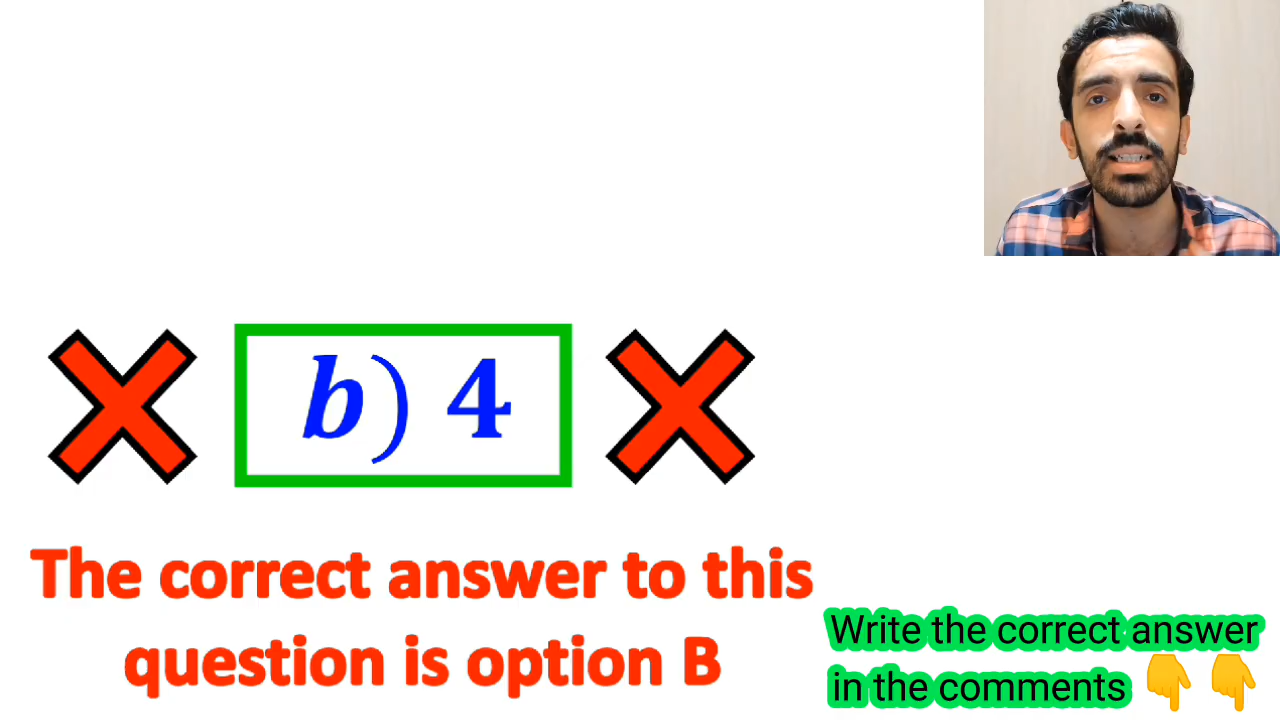 b) 4
The correct answer to this
question is option B
Write the correct answer
in the comments 👇 👇